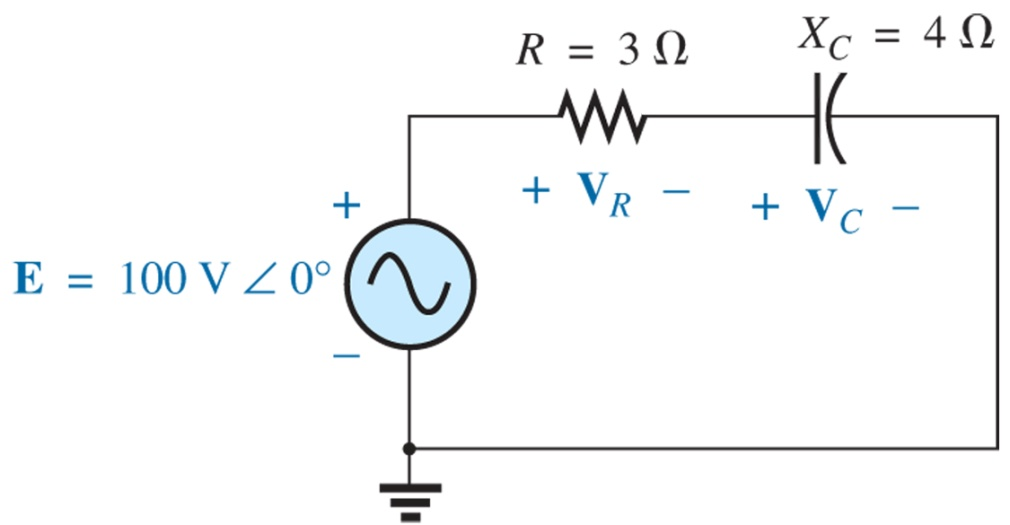 R = 3 Ω
X_C = 4 Ω
+ V_R −
+ V_C −
+
E = 100 V ∠ 0°
−